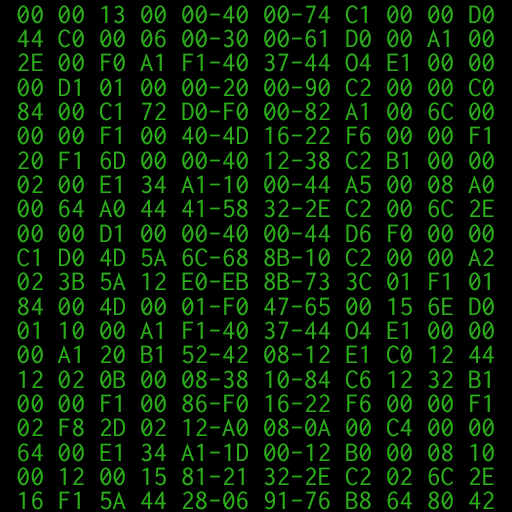 00 00 13 00 00-40 00-74 C1 00 00 D0
44 C0 00 06 00-30 00-61 D0 00 A1 00
2E 00 F0 A1 F1-40 37-44 04 E1 00 00
00 D1 01 00 00-20 00-90 C2 00 00 C0
84 00 C1 72 D0-F0 00-82 A1 00 6C 00
00 00 F1 00 40-4D 16-22 F6 00 00 F1
20 F1 6D 00 00-40 12-38 C2 B1 00 00
02 00 E1 34 A1-10 00-44 A5 00 08 A0
00 64 A0 44 41-58 32-2E C2 00 6C 2E
00 00 D1 00 00-40 00-44 D6 F0 00 00
C1 D0 4D 5A 6C-68 8B-10 C2 00 00 A2
02 3B 5A 12 E0-EB 8B-73 3C 01 F1 01
84 00 4D 00 01-F0 47-65 00 15 6E D0
01 10 00 A1 F1-40 37-44 04 E1 00 00
00 A1 20 B1 52-42 08-12 E1 C0 12 44
12 02 0B 00 08-38 10-84 C6 12 32 B1
00 00 F1 00 86-F0 16-22 F6 00 00 F1
02 F8 2D 02 12-A0 08-0A 00 C4 00 00
64 00 E1 34 A1-1D 00-12 B0 00 08 10
00 12 00 15 81-21 32-2E C2 02 6C 2E
16 F1 5A 44 28-06 91-76 B8 64 80 42